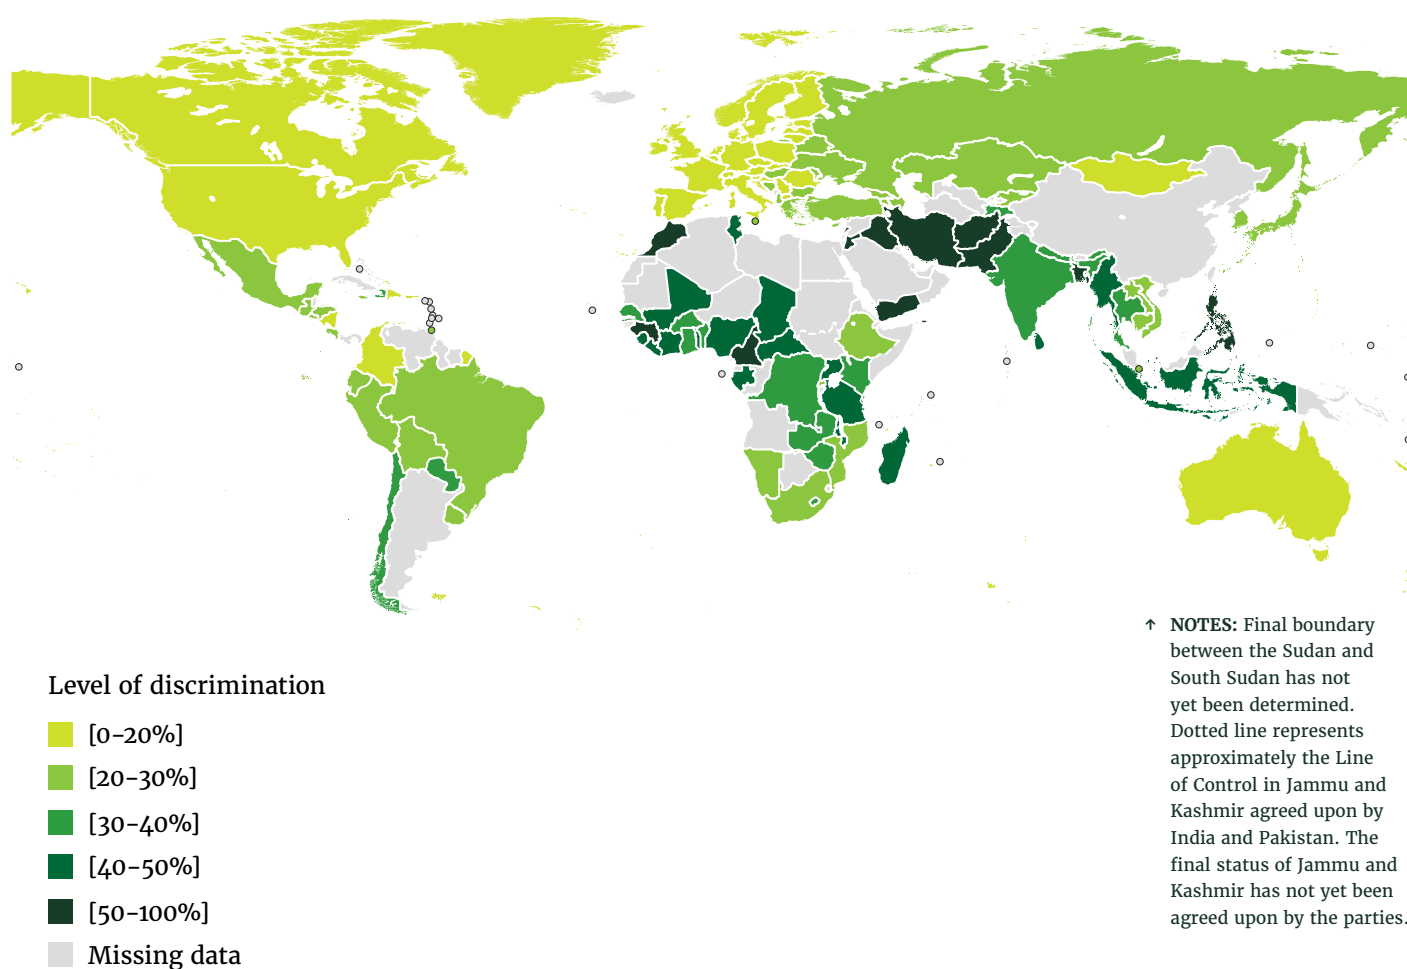 ↑ NOTES: Final boundary
between the Sudan and
South Sudan has not
yet been determined.
Dotted line represents
approximately the Line
of Control in Jammu and
Kashmir agreed upon by
India and Pakistan. The
final status of Jammu and
Kashmir has not yet been
agreed upon by the parties.
Level of discrimination
[0-20%]
[20-30%]
[30-40%]
[40-50%]
[50-100%]
Missing data